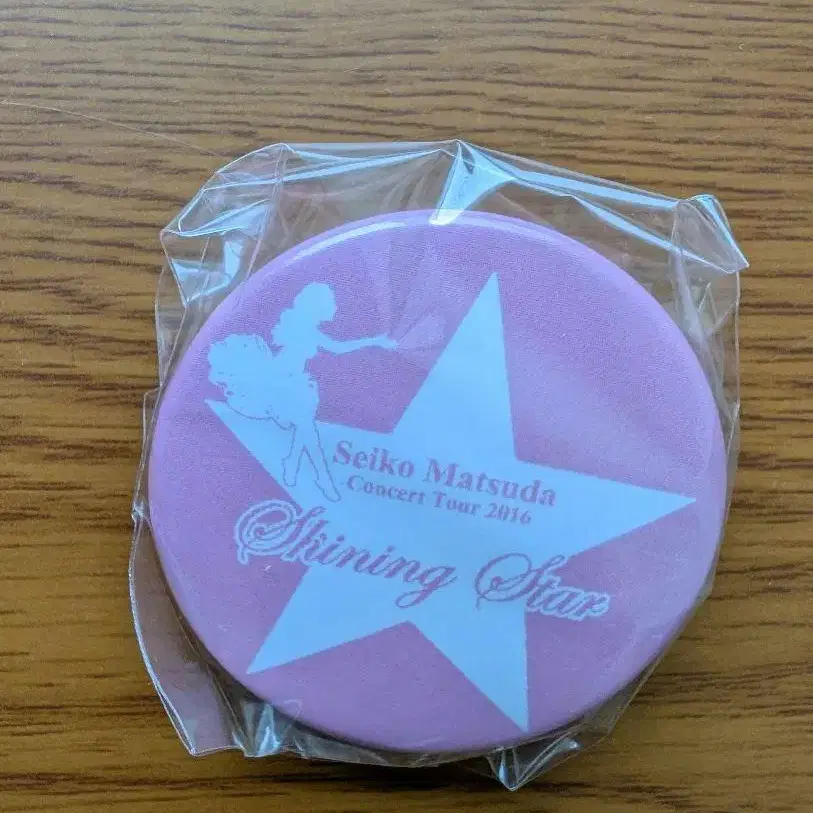 Seiko Matsuda
Concert Tour 2016
Shining Star